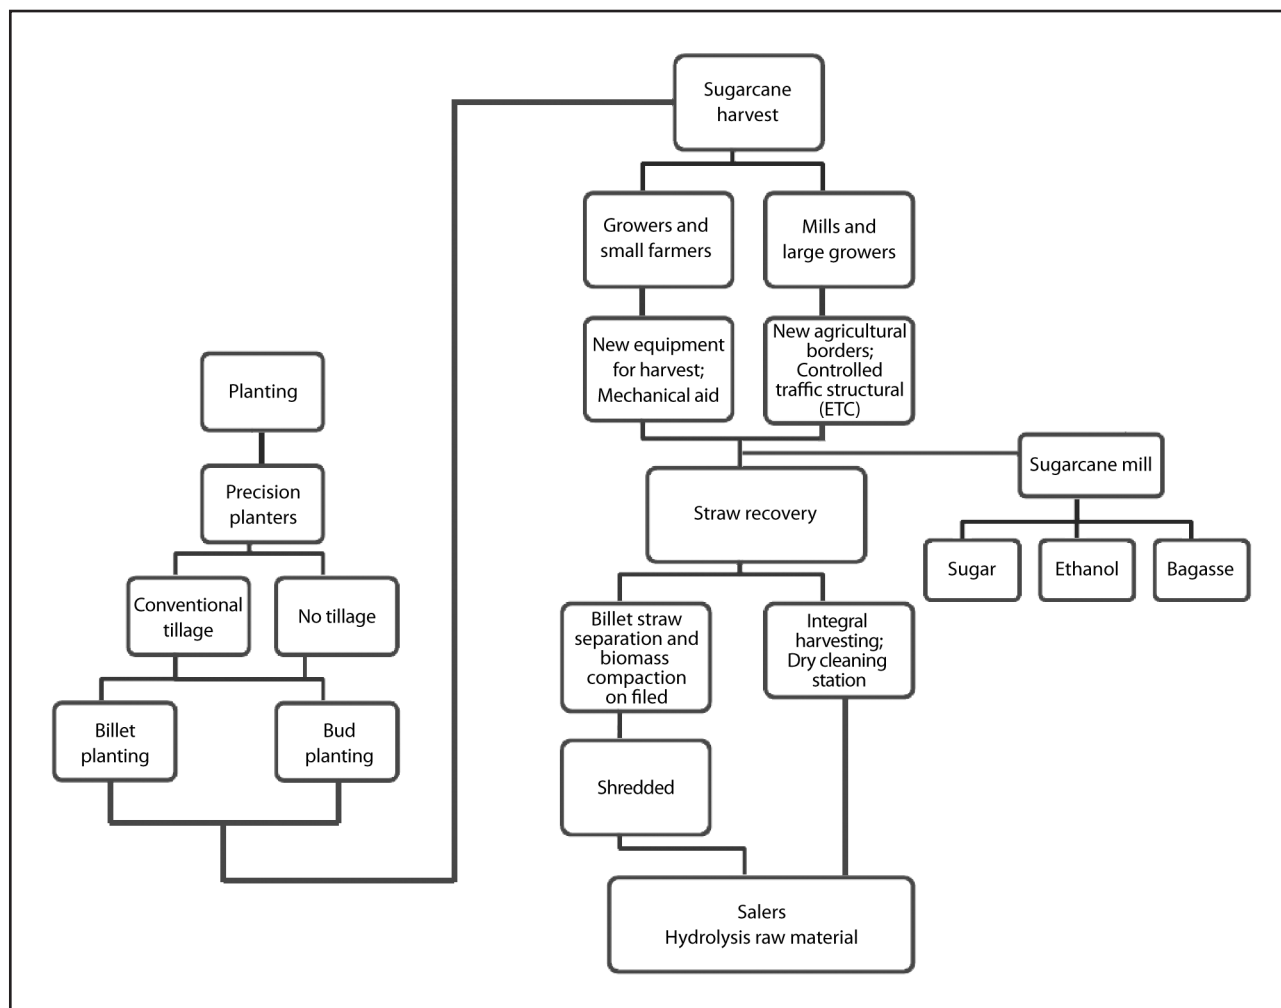 Sugarcane
harvest
Growers and
small farmers
Mills and
large growers
New equipment
for harvest;
Mechanical aid
New agricultural
borders;
Controlled
traffic structural
(ETC)
Planting
Precision
planters
Conventional
tillage
No tillage
Billet
planting
Bud
planting
Straw recovery
Sugarcane mill
Sugar
Ethanol
Bagasse
Billet straw
separation and
biomass
compaction
on filed
Integral
harvesting;
Dry cleaning
station
Shredded
Salers
Hydrolysis raw material